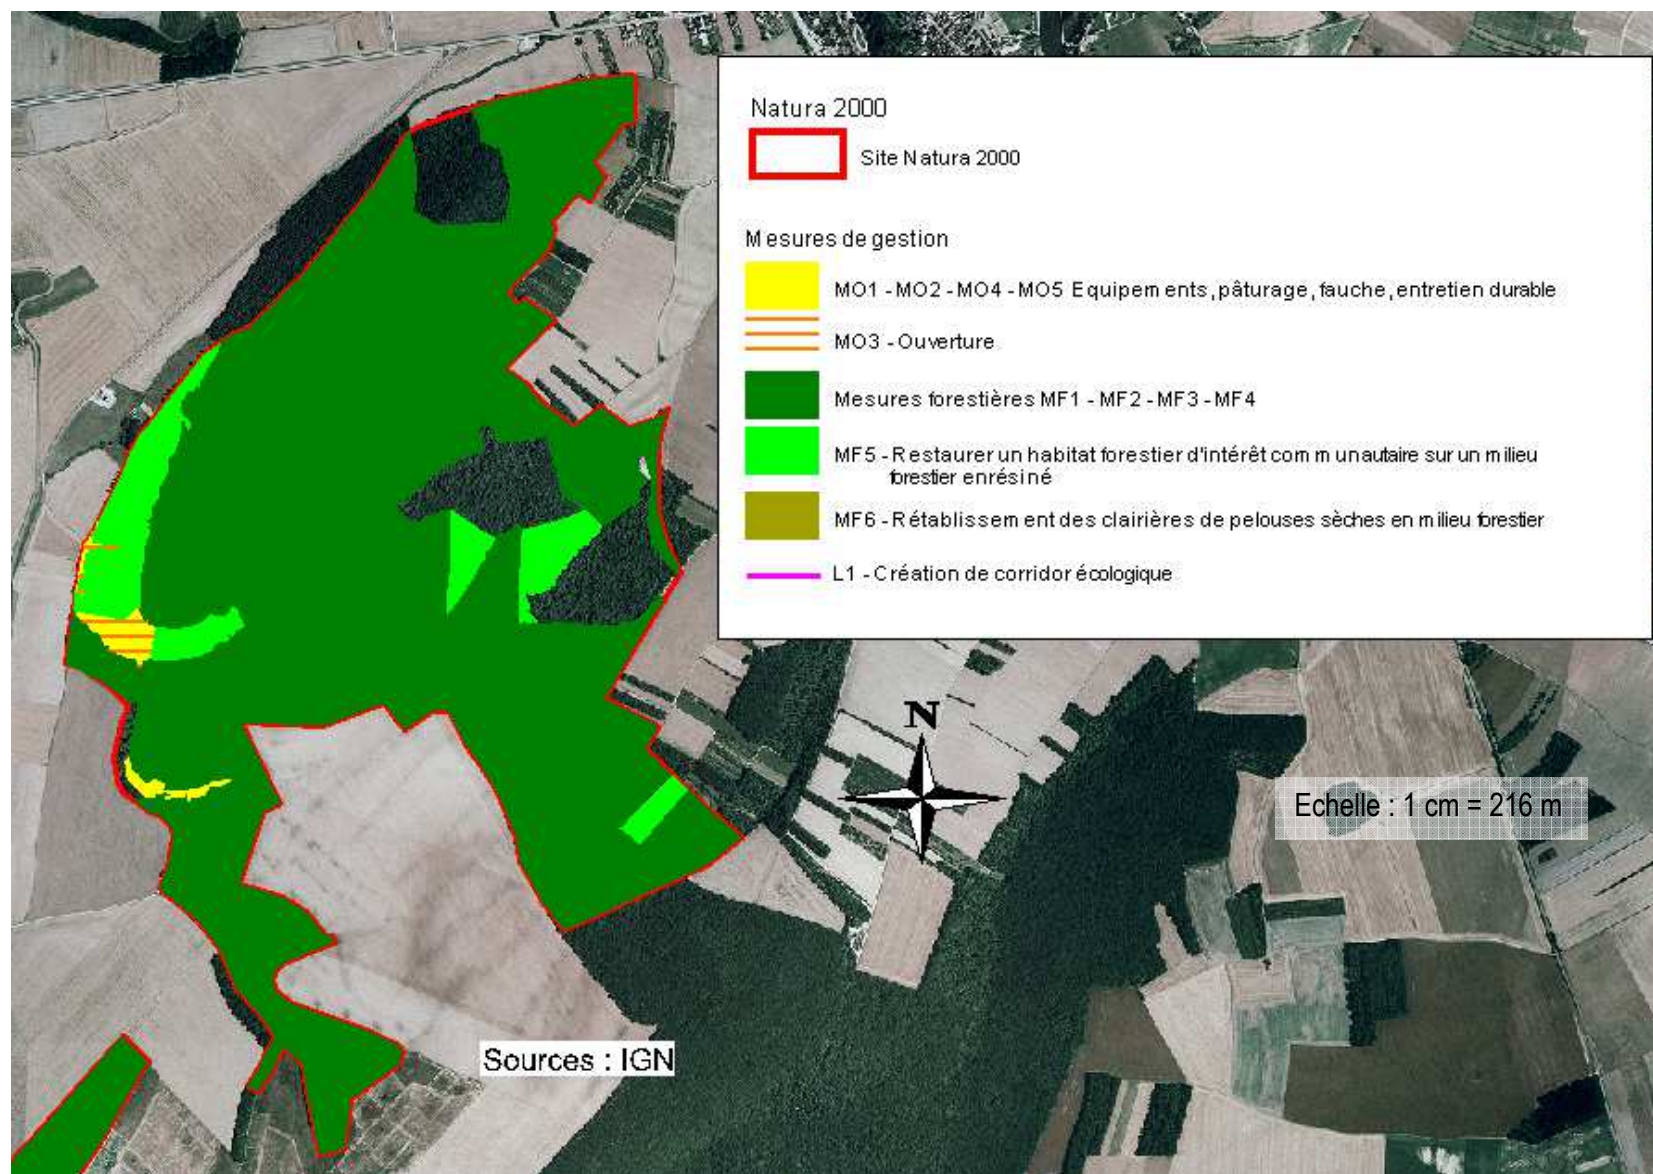 Natura 2000
Site Natura 2000
Mesures de gestion
MO1 - MO2 - MO4 - MO5 Equipements, pâturage, fauche, entretien durable
MO3 - Ouverture
Mesures forestières MF1 - MF2 - MF3 - MF4
MF5 - Restaurer un habitat forestier d'intérêt communautaire sur un milieu
forestier enrésiné
MF6 - Rétablissement des clairières de pelouses sèches en milieu forestier
L1 - Création de corridor écologique
N
Echelle : 1 cm = 216 m
Sources : IGN